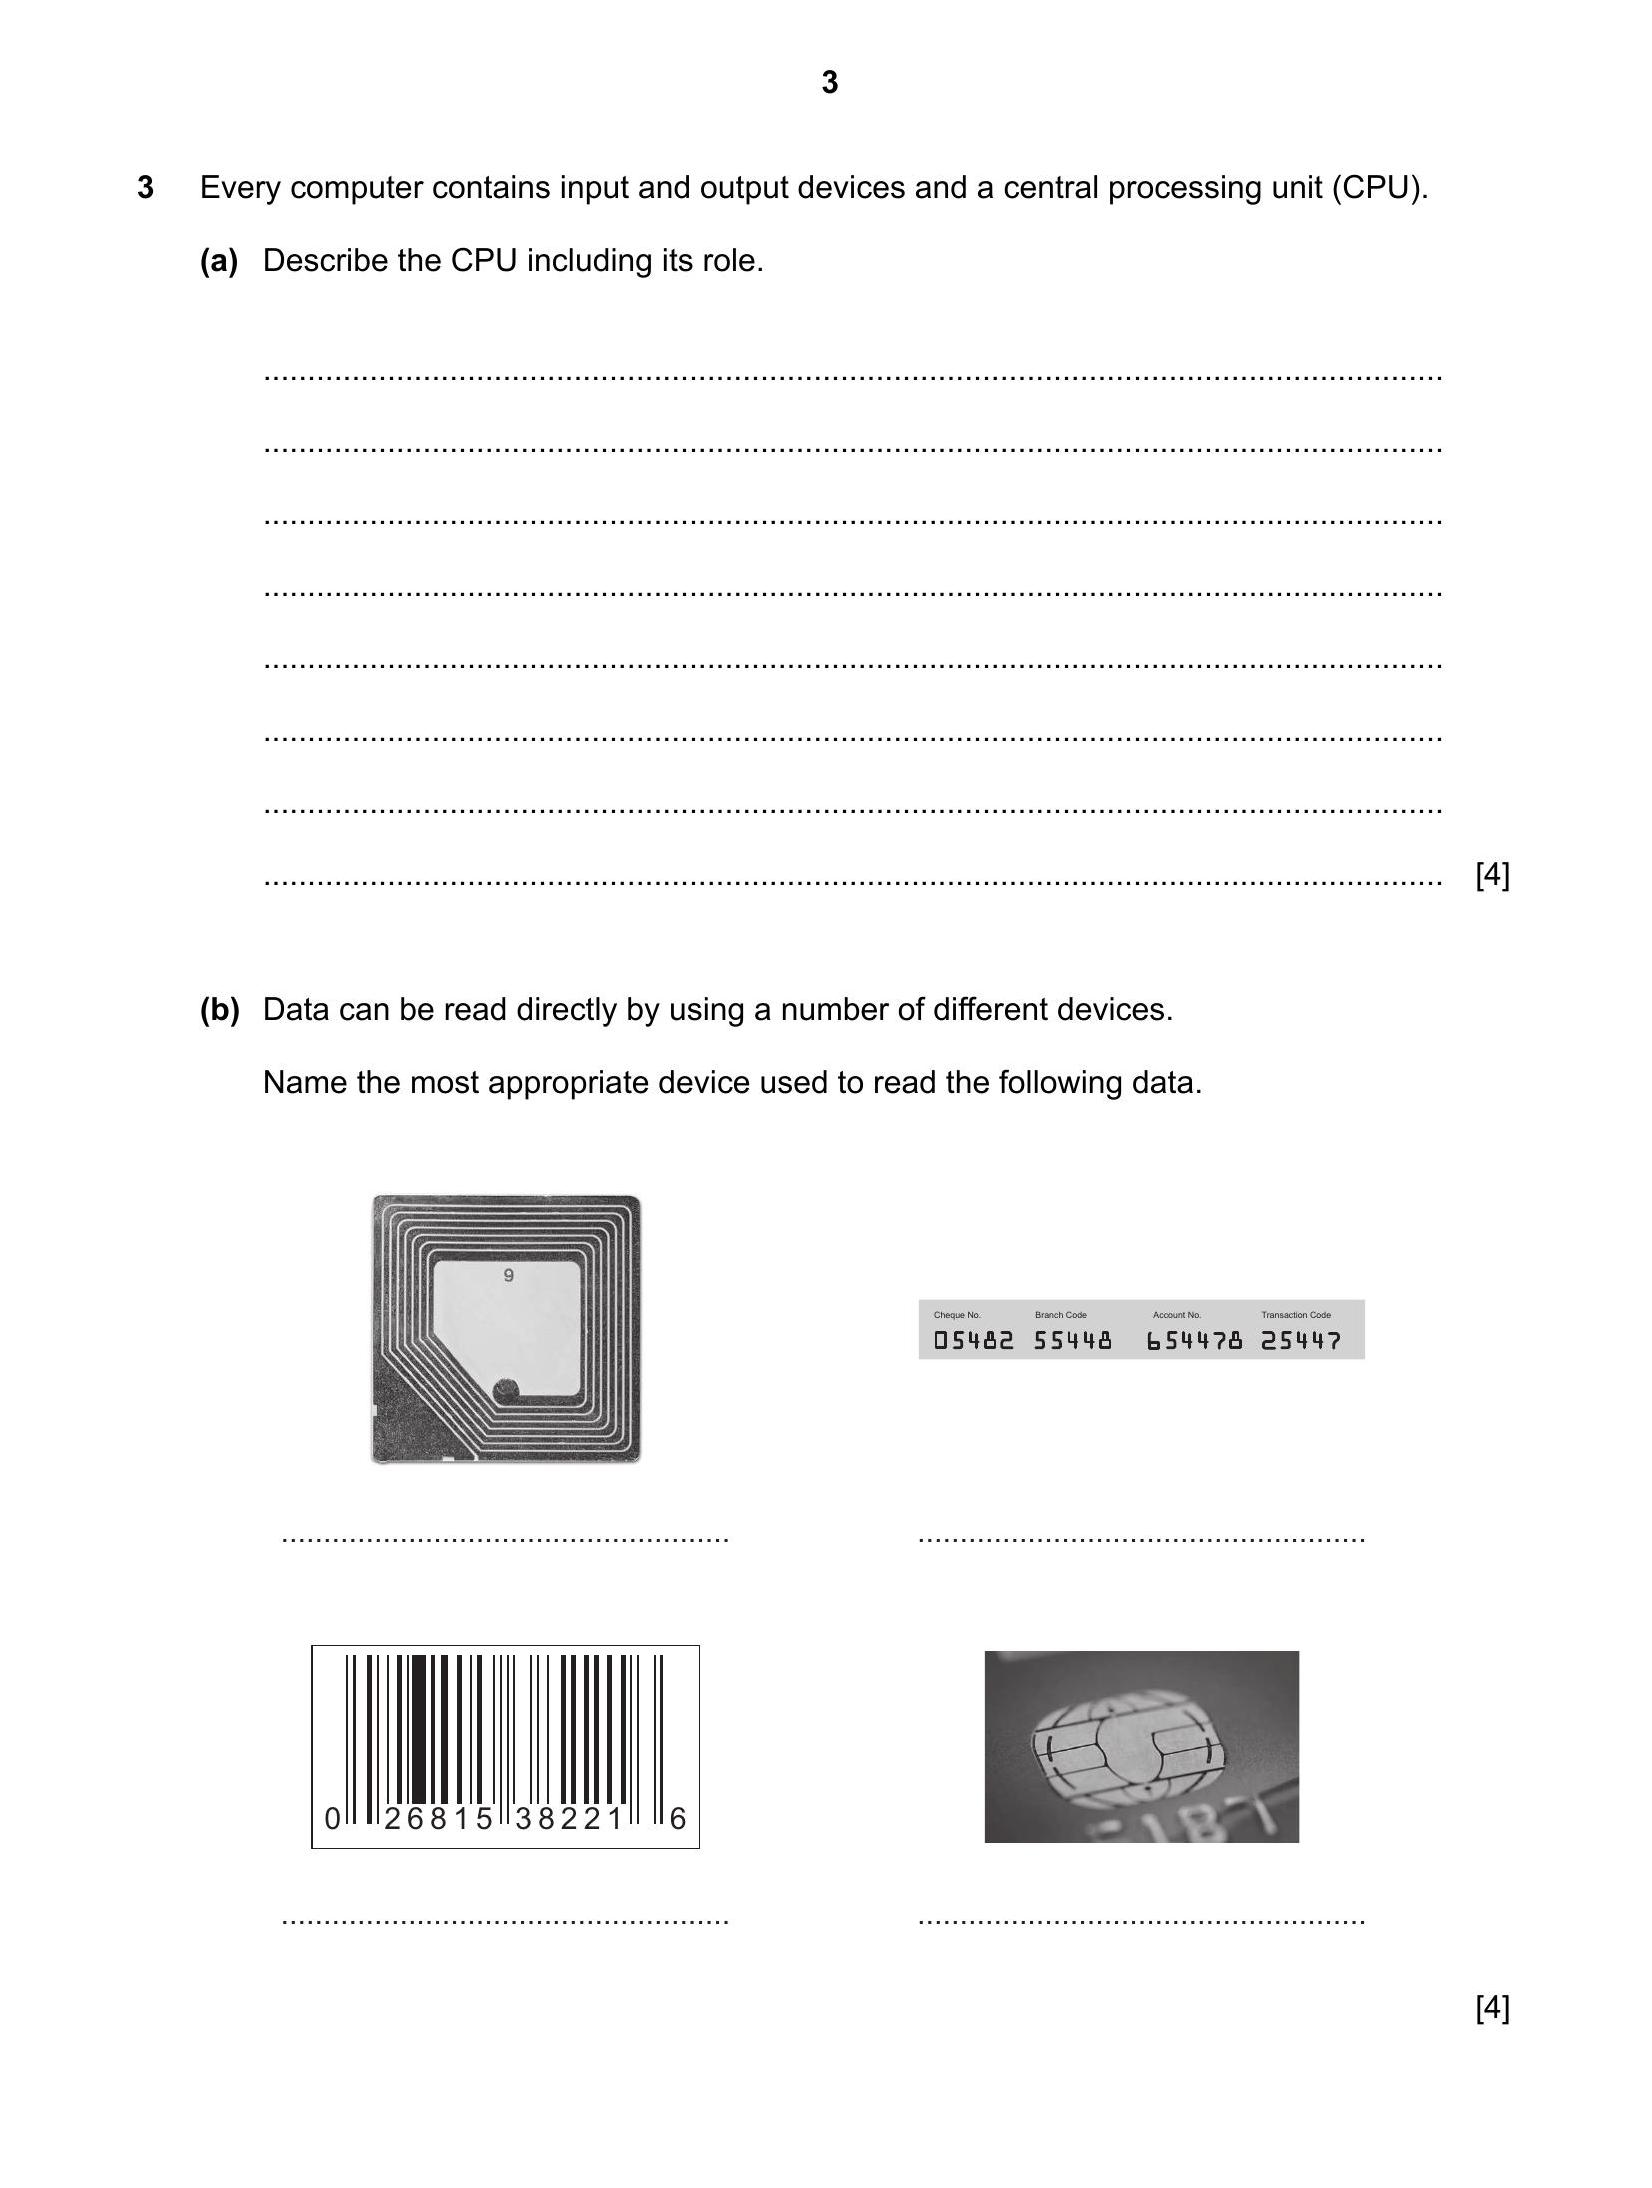 3
3 Every computer contains input and output devices and a central processing unit (CPU).
(a) Describe the CPU including its role.
[4]
(b) Data can be read directly by using a number of different devices.
Name the most appropriate device used to read the following data.
9
Cheque No. Branch Code Account No. Transaction Code
05482 55448 654478 25447
0 26815 38221 6
[4]